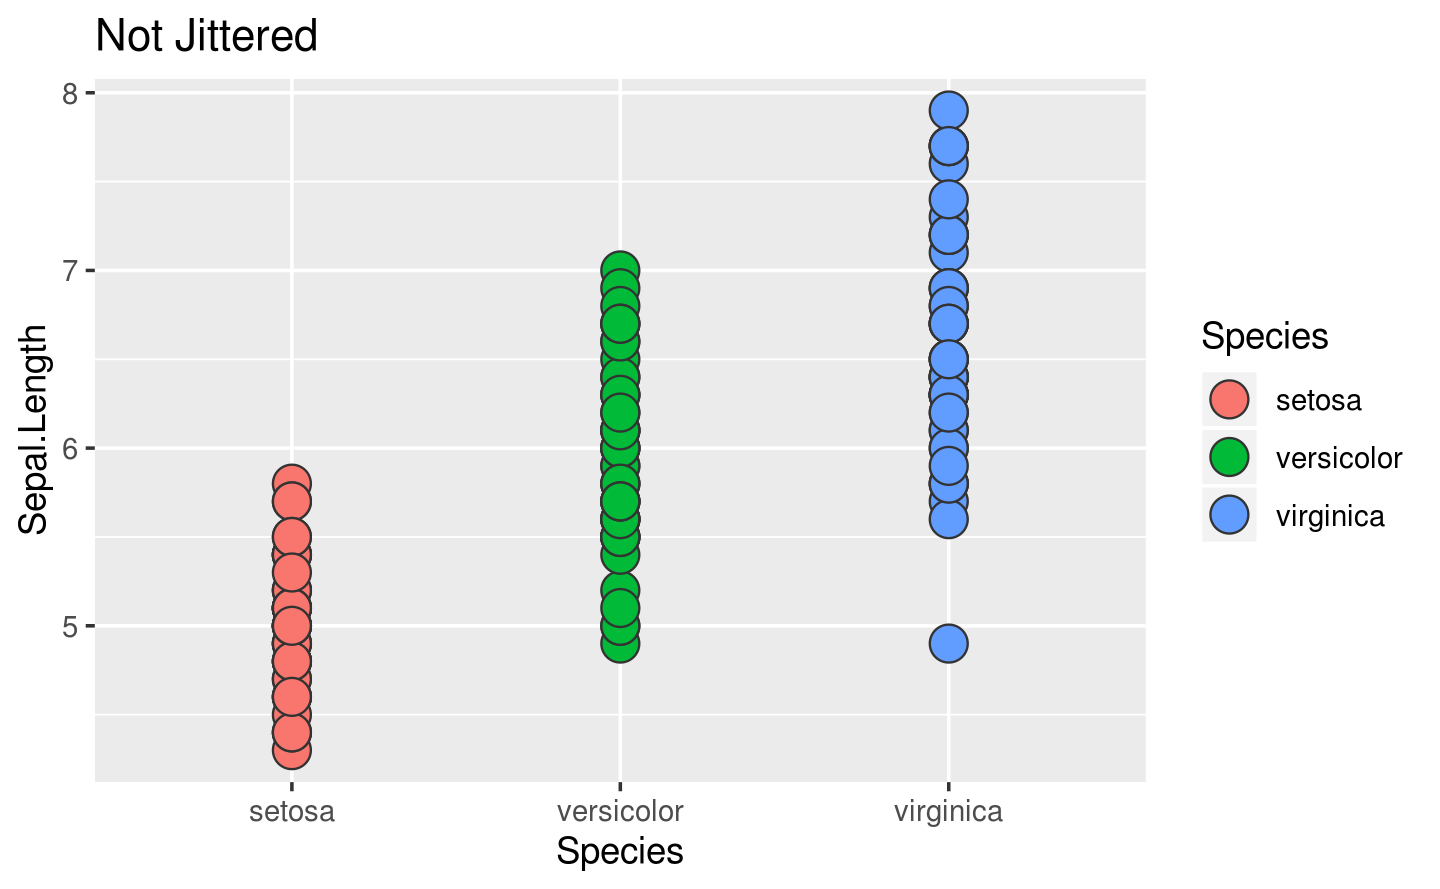 Not Jittered
8
7
6
5
Sepal.Length
setosa
versicolor
virginica
Species
Species
setosa
versicolor
virginica